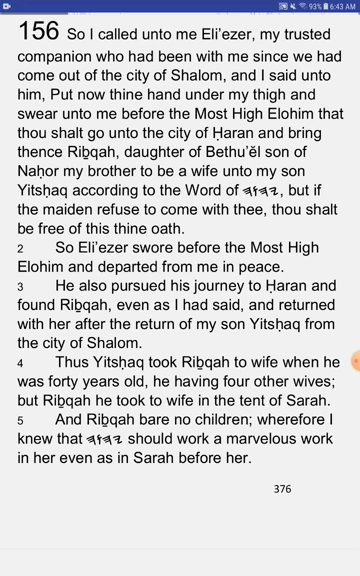 93% 6:43 AM
156 So I called unto me Eli’ezer, my trusted
companion who had been with me since we had
come out of the city of Shalom, and I said unto
him, Put now thine hand under my thigh and
swear unto me before the Most High Elohim that
thou shalt go unto the city of Ḥaran and bring
thence Riḇqah, daughter of Bethu’ěl son of
Naḥor my brother to be a wife unto my son
Yitsḥaq according to the Word of 𐤉𐤄𐤅𐤄, but if
the maiden refuse to come with thee, thou shalt
be free of this thine oath.
2 So Eli’ezer swore before the Most High
Elohim and departed from me in peace.
3 He also pursued his journey to Ḥaran and
found Riḇqah, even as I had said, and returned
with her after the return of my son Yitsḥaq from
the city of Shalom.
4 Thus Yitsḥaq took Riḇqah to wife when he
was forty years old, he having four other wives;
but Riḇqah he took to wife in the tent of Sarah.
5 And Riḇqah bare no children; wherefore I
knew that 𐤉𐤄𐤅𐤄 should work a marvelous work
in her even as in Sarah before her.
376